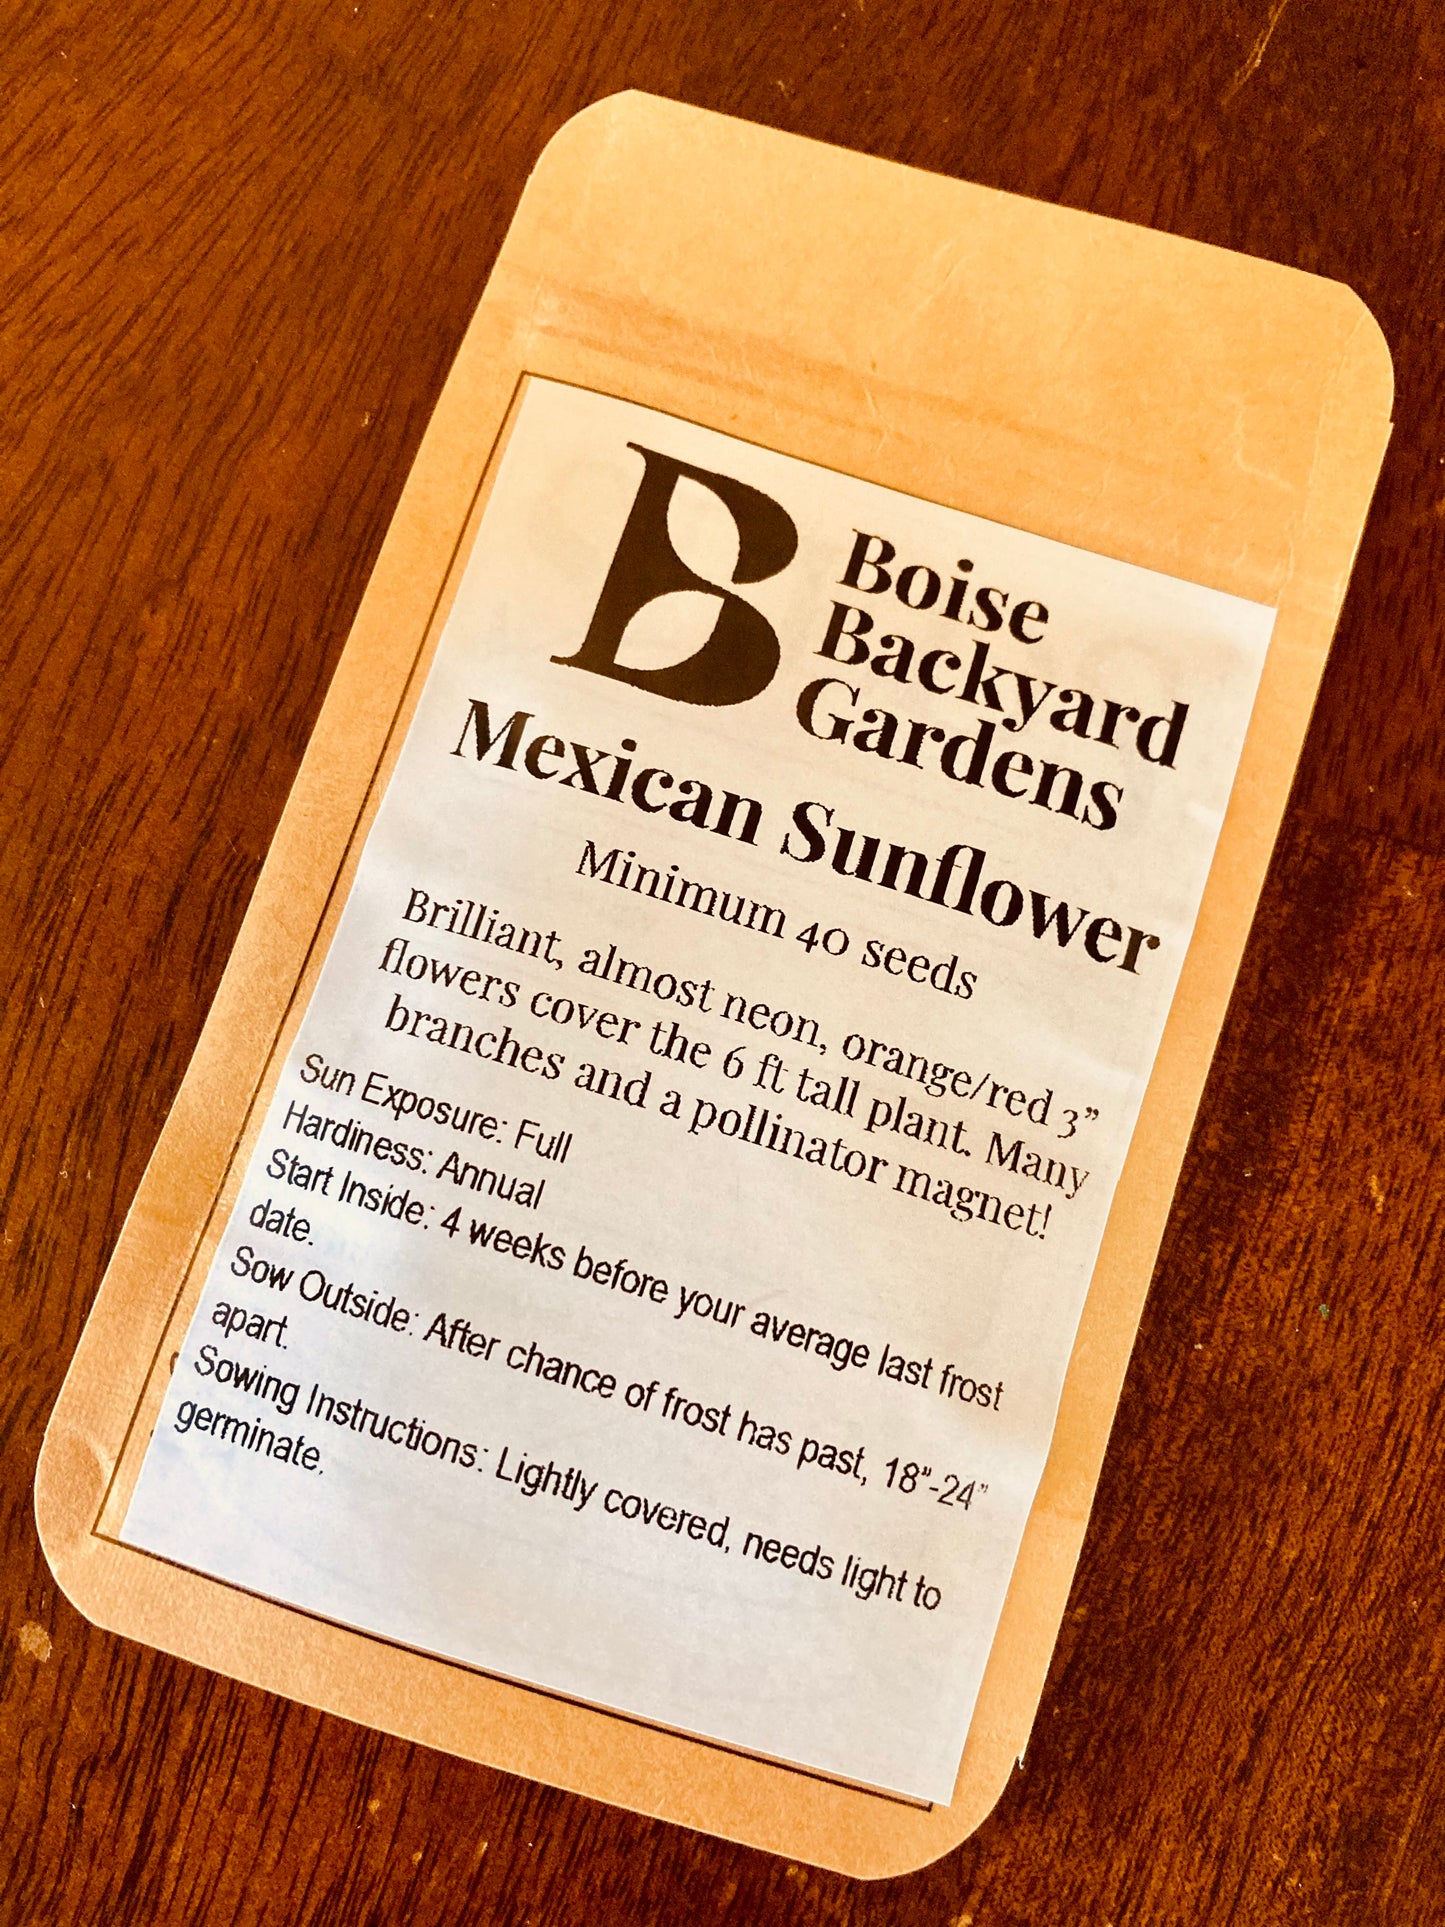 B
Boise
Backyard
Gardens
Mexican Sunflower
Minimum 40 seeds
Brilliant, almost neon, orange/red 3”
flowers cover the 6 ft tall plant. Many
branches and a pollinator magnet!
Sun Exposure: Full
Hardiness: Annual
Start Inside: 4 weeks before your average last frost
date.
Sow Outside: After chance of frost has past, 18"-24"
apart.
Sowing Instructions: Lightly covered, needs light to
germinate.